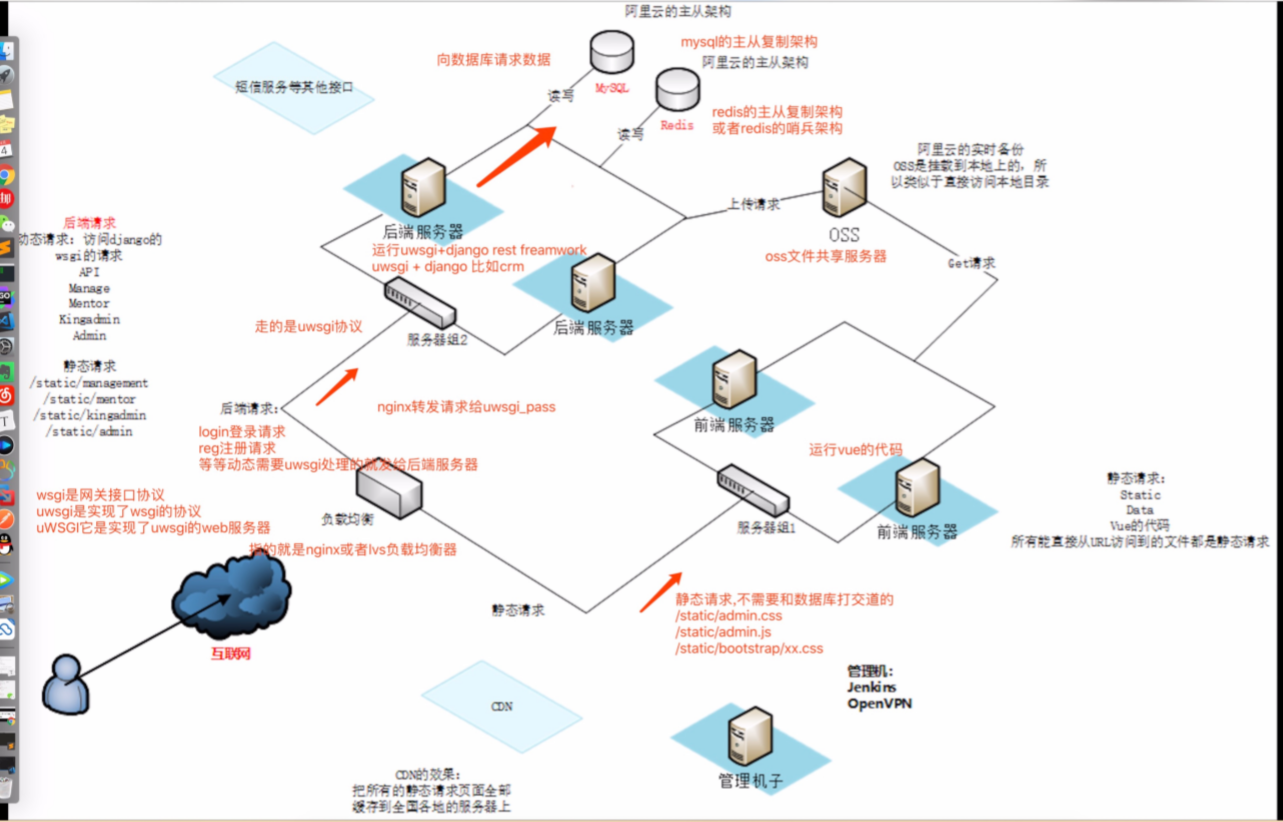 阿里云的主从架构
mysql的主从复制架构
向数据库请求数据
阿里云的主从架构
短信服务等其他接口
读写
MySQL
redis的主从复制架构
或者redis的哨兵架构
Redis
读写
阿里云的实时备份
OSS是挂载到本地上的，所
以类似于直接访问本地目录
上传请求
OSS
oss文件共享服务器
Get请求
后端请求
动态请求：访问django的
wsgi的请求
API
Manage
Mentor
Kingadmin
Admin
静态请求
/static/management
/static/mentor
/static/kingadmin
/static/admin
后端服务器
运行uwsgi+django rest freamwork
uwsgi + django 比如crm
后端服务器
走的是uwsgi协议
服务器组2
nginx转发请求给uwsgi_pass
后端请求:
login登录请求
reg注册请求
等等动态需要uwsgi处理的就发给后端服务器
wsgi是网关接口协议
uwsgi是实现了wsgi的协议
uWSGI它是实现了uwsgi的web服务器
负载均衡
指的就是nginx或者lvs负载均衡器
互联网
前端服务器
运行vue的代码
服务器组1
前端服务器
静态请求：
Static
Data
Vue的代码
所有能直接从URL访问到的文件都是静态请求
静态请求
静态请求,不需要和数据库打交道的
/static/admin.css
/static/admin.js
/static/bootstrap/xx.css
管理机：
Jenkins
OpenVPN
CDN
管理机子
CDN的效果：
把所有的静态请求页面全部
缓存到全国各地的服务器上